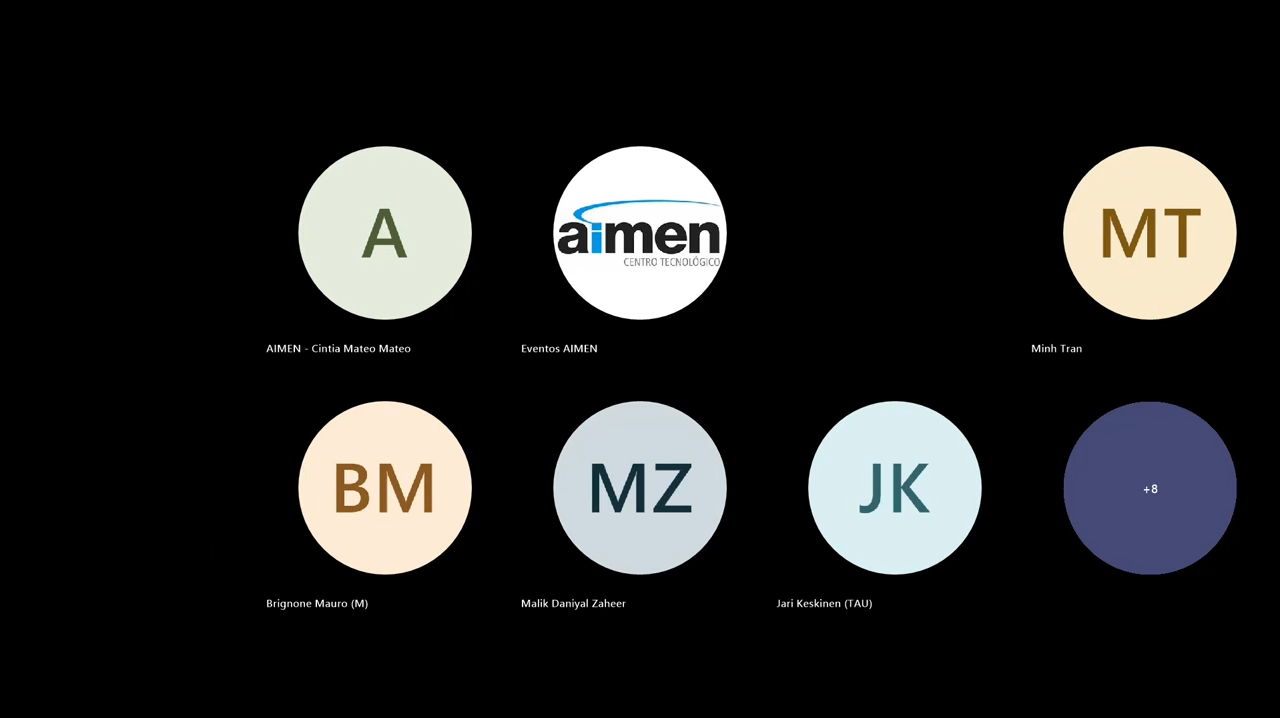 A
aimen
CENTRO TECNOLÓGICO
MT
AIMEN - Cintia Mateo Mateo
Eventos AIMEN
Minh Tran
BM
MZ
JK
+8
Brignone Mauro (M)
Malik Daniyal Zaheer
Jari Keskinen (TAU)